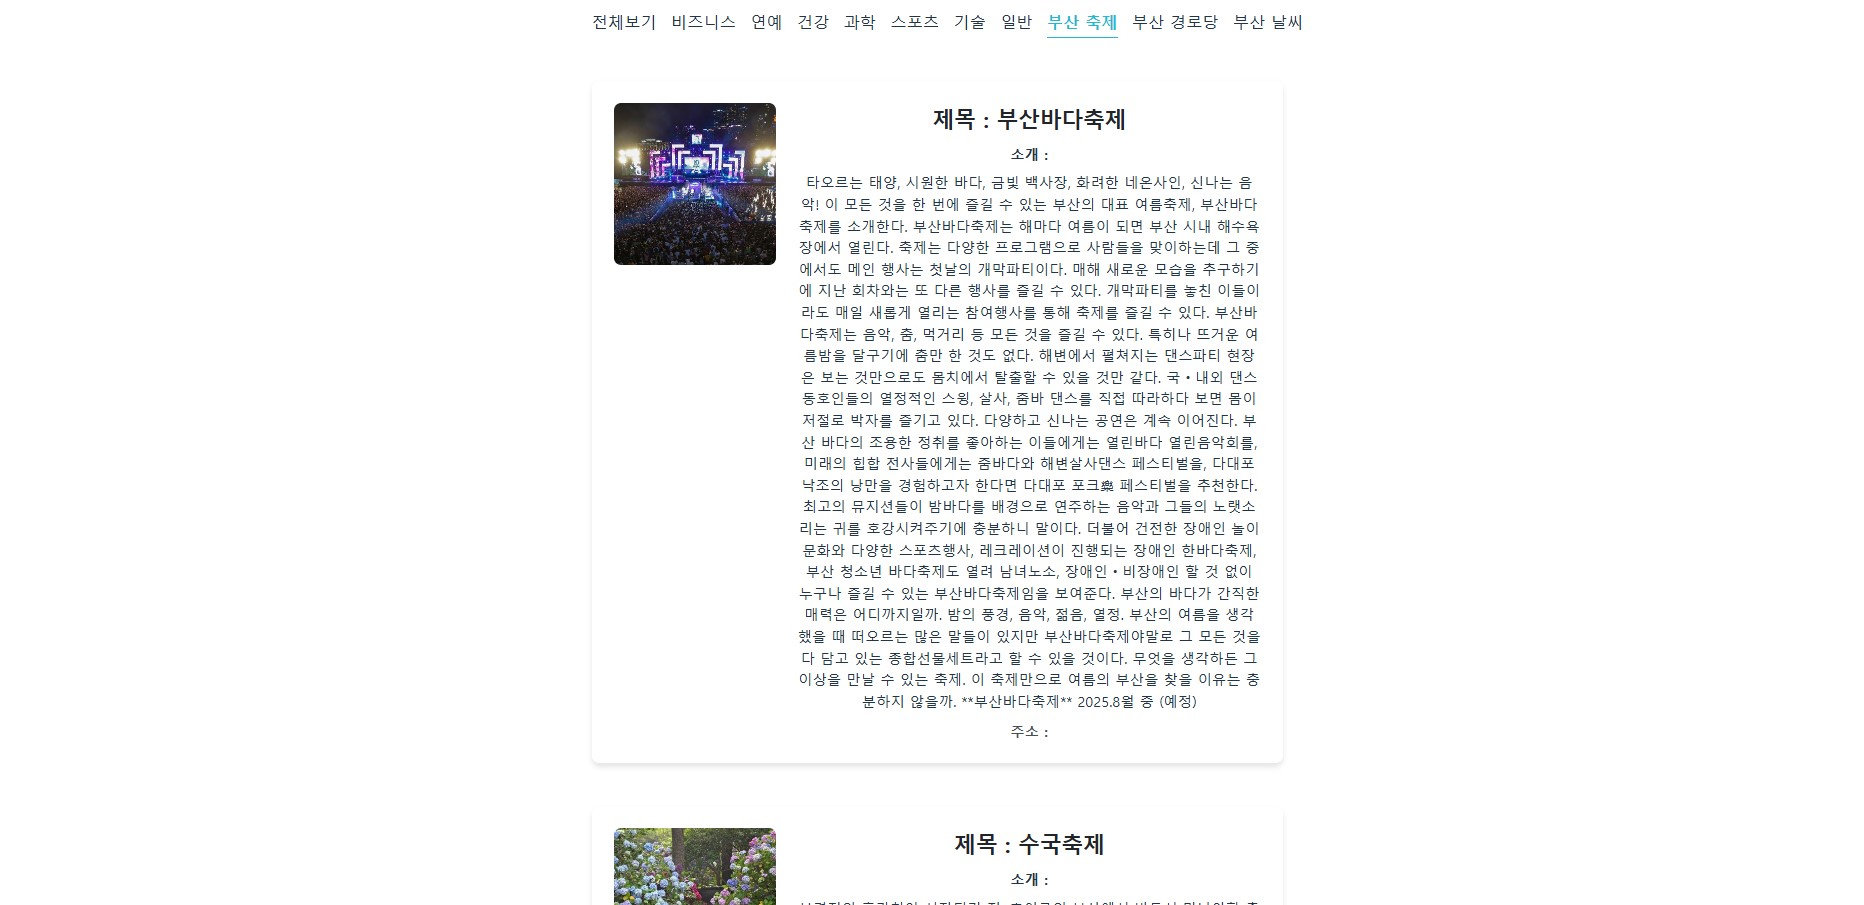 전체보기 비즈니스 연예 건강 과학 스포츠 기술 일반 부산 축제 부산 경로당 부산 날씨
제목 : 부산바다축제
소개 :
타오르는 태양, 시원한 바다, 금빛 백사장, 화려한 네온사인, 신나는 음
악! 이 모든 것을 한 번에 즐길 수 있는 부산의 대표 여름축제, 부산바다
축제를 소개한다. 부산바다축제는 해마다 여름이 되면 부산 시내 해수욕
장에서 열린다. 축제는 다양한 프로그램으로 사람들을 맞이하는데 그 중
에서도 메인 행사는 첫날의 개막파티이다. 매해 새로운 모습을 추구하기
에 지난 회차와는 또 다른 행사를 즐길 수 있다. 개막파티를 놓친 이들이
라도 매일 새롭게 열리는 참여행사를 통해 축제를 즐길 수 있다. 부산바
다축제는 음악, 춤, 먹거리 등 모든 것을 즐길 수 있다. 특히나 뜨거운 여
름밤을 달구기에 춤만 한 것도 없다. 해변에서 펼쳐지는 댄스파티 현장
은 보는 것만으로도 몸치에서 탈출할 수 있을 것만 같다. 국・내외 댄스
동호인들의 열정적인 스윙, 살사, 줌바 댄스를 직접 따라하다 보면 몸이
저절로 박자를 즐기고 있다. 다양하고 신나는 공연은 계속 이어진다. 부
산 바다의 조용한 정취를 좋아하는 이들에게는 열린바다 열린음악회를,
미래의 힙합 전사들에게는 줌바다와 해변살사댄스 페스티벌을, 다대포
낙조의 낭만을 경험하고자 한다면 다대포 포크樂 페스티벌을 추천한다.
최고의 뮤지션들이 밤바다를 배경으로 연주하는 음악과 그들의 노랫소
리는 귀를 호강시켜주기에 충분하니 말이다. 더불어 건전한 장애인 놀이
문화와 다양한 스포츠행사, 레크레이션이 진행되는 장애인 한바다축제,
부산 청소년 바다축제도 열려 남녀노소, 장애인・비장애인 할 것 없이
누구나 즐길 수 있는 부산바다축제임을 보여준다. 부산의 바다가 간직한
매력은 어디까지일까. 밤의 풍경, 음악, 젊음, 열정. 부산의 여름을 생각
했을 때 떠오르는 많은 말들이 있지만 부산바다축제야말로 그 모든 것을
다 담고 있는 종합선물세트라고 할 수 있을 것이다. 무엇을 생각하든 그
이상을 만날 수 있는 축제. 이 축제만으로 여름의 부산을 찾을 이유는 충
분하지 않을까. **부산바다축제** 2025.8월 중 (예정)
주소 :
제목 : 수국축제
소개 :